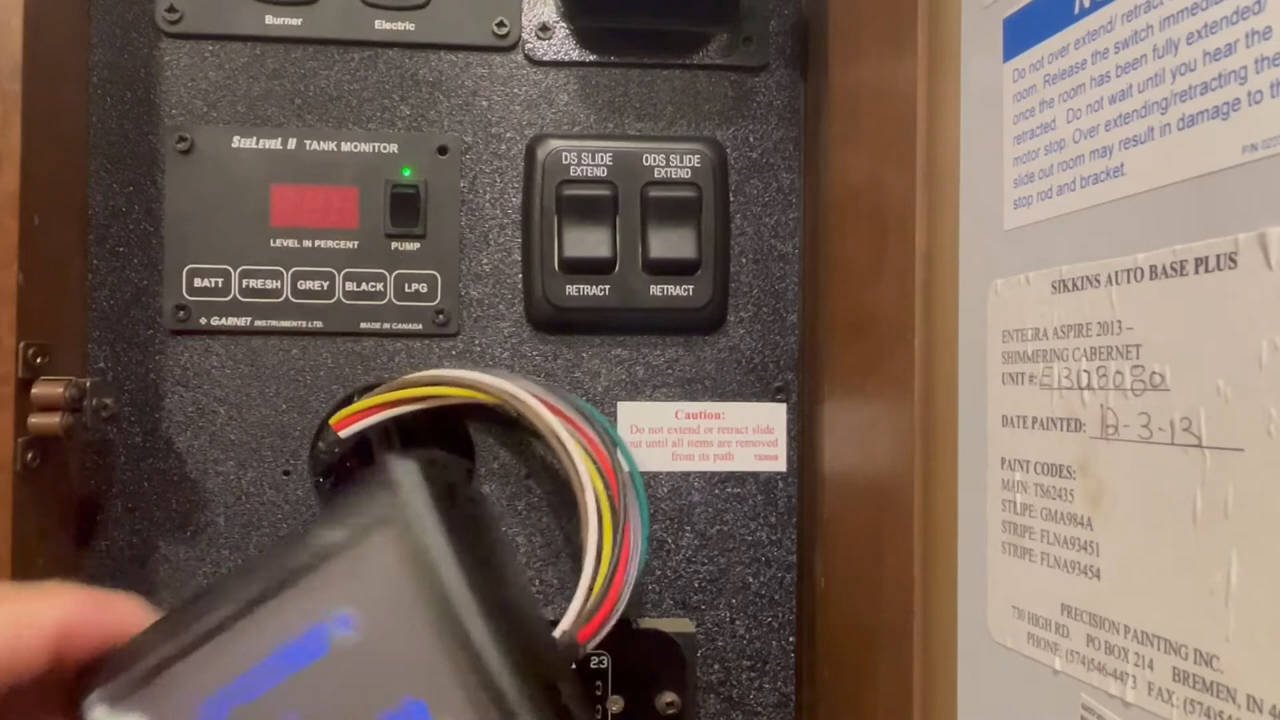 Burner
Electric
SEELEVEL II TANK MONITOR
LEVEL IN PERCENT
PUMP
BATT FRESH GREY BLACK LPG
GARNET INSTRUMENTS LTD. MADE IN CANADA
DS SLIDE
EXTEND
RETRACT
ODS SLIDE
EXTEND
RETRACT
Caution:
Do not extend or retract slide
out until all items are removed
from its path
23
Do not over extend/ retract
room. Release the switch
once the room has been fully extended/
retracted. Do not wait until you hear the
motor stop. Over extending/retracting the
slide out room may result in damage to
stop rod and bracket.
SIKKINS AUTO BASE PLUS
ENTEGRA ASPIRE 2013 –
SHIMMERING CABERNET
UNIT #:
DATE PAINTED: 12-3-12
PAINT CODES:
MAIN: TS62435
STRIPE: GMA984A
STRIPE: FLNA93451
STRIPE: FLNA93454
PRECISION PAINTING INC.
730 HIGH RD. PO BOX 214 BREMEN, IN
PHONE: (574)546-4473 FAX: (574)